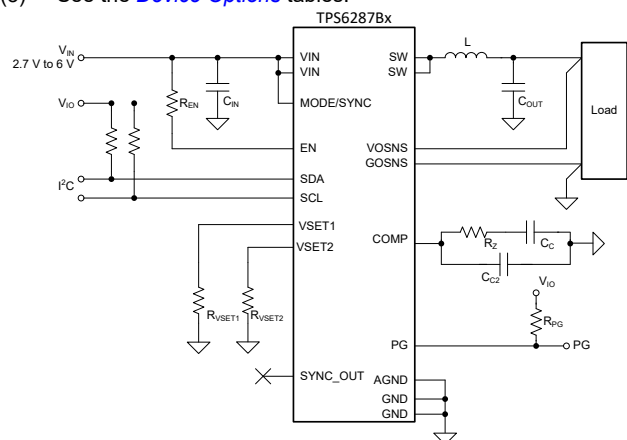 (3) See the Device Options tables.
TPS6287Bx
VIN
2.7 V to 6 V
VIN
VIN
MODE/SYNC
REN
CIN
SW
SW
L
COUT
Load
VIO
EN
VOSNS
GOSNS
I2C
SDA
SCL
VSET1
VSET2
COMP
RZ
CC
CC2
VIO
RVSET1
RVSET2
RPG
PG
PG
SYNC_OUT
AGND
GND
GND